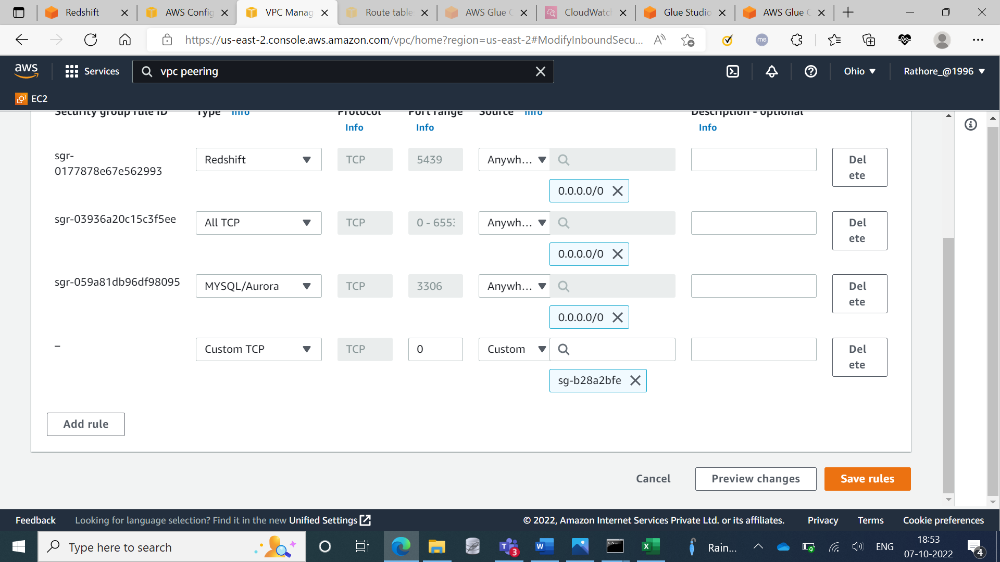 Redshift
AWS Config
VPC Manag
Route table
AWS Glue
CloudWatch
Glue Studio
AWS Glue
https://us-east-2.console.aws.amazon.com/vpc/home?region=us-east-2#ModifyInboundSecu...
me
aws
Services
vpc peering
Ohio
Rathore_@1996
EC2
Security group rule ID
Type Info
Protocol Info
Port range Info
Source Info
Description - optional Info
sgr-0177878e67e562993
Redshift
TCP
5439
Anywh...
0.0.0.0/0
Delete
sgr-03936a20c15c3f5ee
All TCP
TCP
0 - 6553
Anywh...
0.0.0.0/0
Delete
sgr-059a81db96df98095
MYSQL/Aurora
TCP
3306
Anywh...
0.0.0.0/0
Delete
–
Custom TCP
TCP
0
Custom
sg-b28a2bfe
Delete
Add rule
Cancel
Preview changes
Save rules
Feedback
Looking for language selection? Find it in the new Unified Settings
© 2022, Amazon Internet Services Private Ltd. or its affiliates.
Privacy
Terms
Cookie preferences
Type here to search
3
Rain...
ENG
18:53
07-10-2022
4